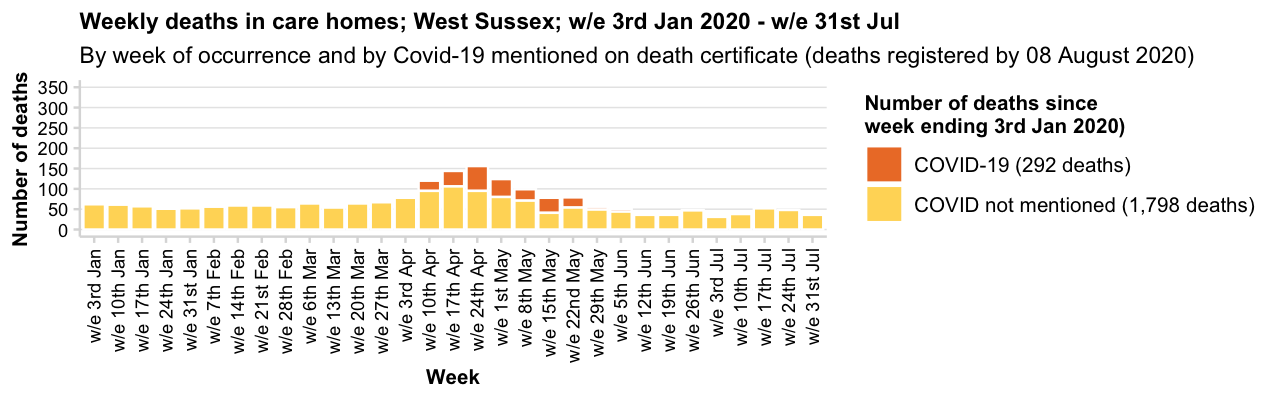 Weekly deaths in care homes; West Sussex; w/e 3rd Jan 2020 - w/e 31st Jul
By week of occurrence and by Covid-19 mentioned on death certificate (deaths registered by 08 August 2020)
Number of deaths
350
300
250
200
150
100
50
0
w/e 3rd Jan
w/e 10th Jan
w/e 17th Jan
w/e 24th Jan
w/e 31st Jan
w/e 7th Feb
w/e 14th Feb
w/e 21st Feb
w/e 28th Feb
w/e 6th Mar
w/e 13th Mar
w/e 20th Mar
w/e 27th Mar
w/e 3rd Apr
w/e 10th Apr
w/e 17th Apr
w/e 24th Apr
w/e 1st May
w/e 8th May
w/e 15th May
w/e 22nd May
w/e 29th May
w/e 5th Jun
w/e 12th Jun
w/e 19th Jun
w/e 26th Jun
w/e 3rd Jul
w/e 10th Jul
w/e 17th Jul
w/e 24th Jul
w/e 31st Jul
Week
Number of deaths since
week ending 3rd Jan 2020)
COVID-19 (292 deaths)
COVID not mentioned (1,798 deaths)